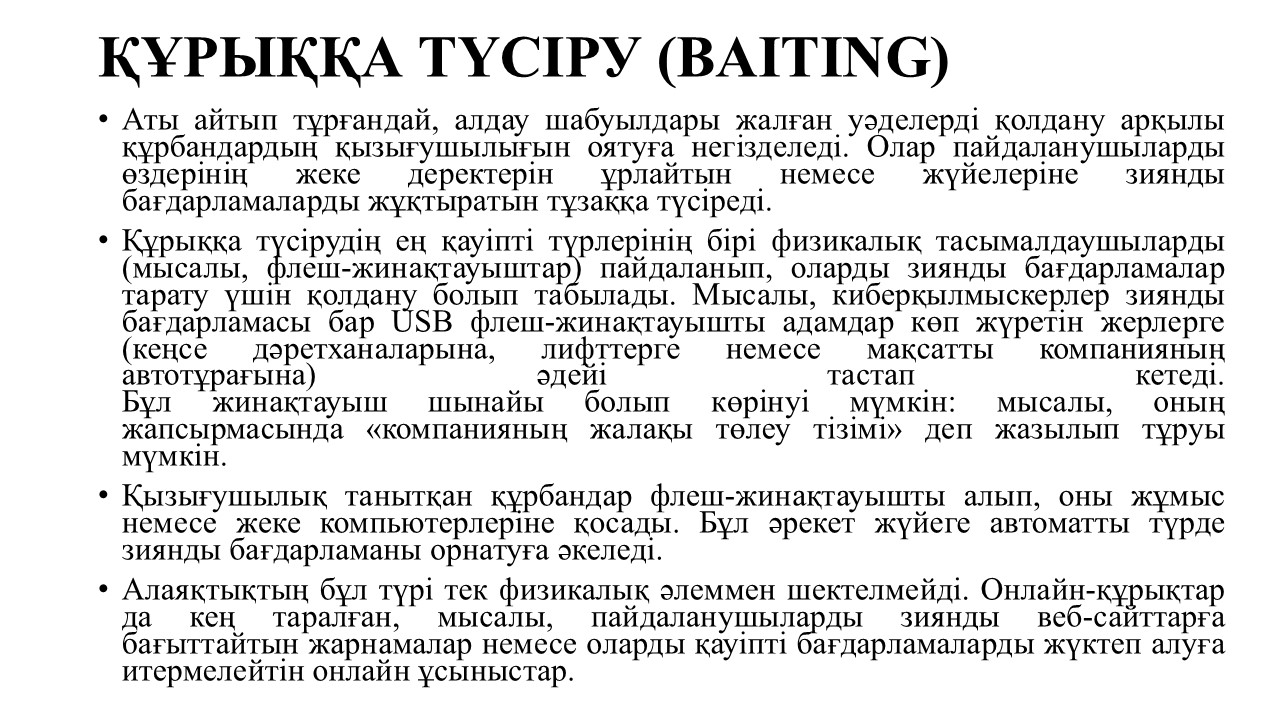 ҚҰРЫҚҚА ТҮСІРУ (BAITING)
• Аты айтып тұрғандай, алдау шабуылдары жалған уәделерді қолдану арқылы
құрбандардың қызығушылығын оятуға негізделеді. Олар пайдаланушыларды
өздерінің жеке деректерін ұрлайтын немесе жүйелеріне зиянды
бағдарламаларды жұқтыратын тұзаққа түсіреді.
• Құрыққа түсірудің ең қауіпті түрлерінің бірі физикалық тасымалдаушыларды
(мысалы, флеш-жинақтауыштар) пайдаланып, оларды зиянды бағдарламалар
тарату үшін қолдану болып табылады. Мысалы, киберқылмыскерлер зиянды
бағдарламасы бар USB флеш-жинақтауышты адамдар көп жүретін жерлерге
(кеңсе дәретханаларына, лифттерге немесе мақсатты компанияның
автотұрағына) әдейі тастап кетеді.
Бұл жинақтауыш шынайы болып көрінуі мүмкін: мысалы, оның
жапсырмасында «компанияның жалақы төлеу тізімі» деп жазылып тұруы
мүмкін.
• Қызығушылық танытқан құрбандар флеш-жинақтауышты алып, оны жұмыс
немесе жеке компьютерлеріне қосады. Бұл әрекет жүйеге автоматты түрде
зиянды бағдарламаны орнатуға әкеледі.
• Алаяқтықтың бұл түрі тек физикалық әлеммен шектелмейді. Онлайн-құрықтар
да кең таралған, мысалы, пайдаланушыларды зиянды веб-сайттарға
бағыттайтын жарнамалар немесе оларды қауіпті бағдарламаларды жүктеп алуға
итермелейтін онлайн ұсыныстар.